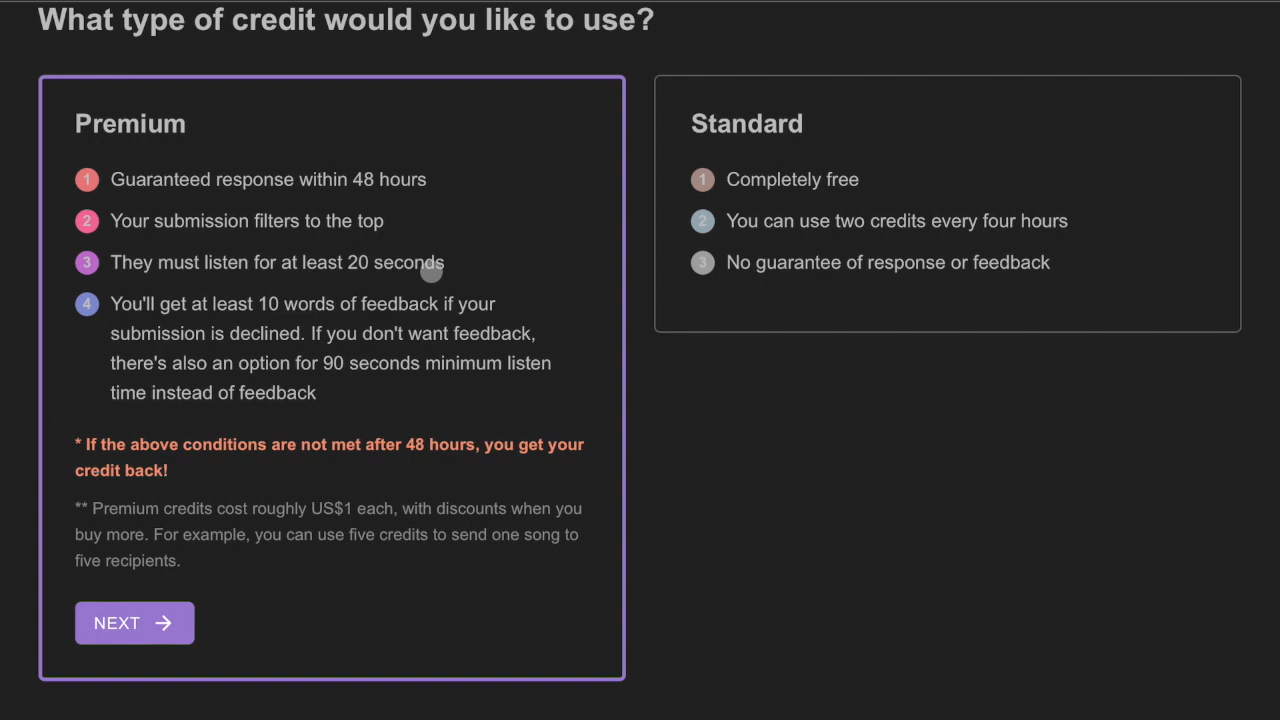 What type of credit would you like to use?
Premium
1 Guaranteed response within 48 hours
2 Your submission filters to the top
3 They must listen for at least 20 seconds
4 You'll get at least 10 words of feedback if your
submission is declined. If you don't want feedback,
there's also an option for 90 seconds minimum listen
time instead of feedback
* If the above conditions are not met after 48 hours, you get your
credit back!
** Premium credits cost roughly US$1 each, with discounts when you
buy more. For example, you can use five credits to send one song to
five recipients.
NEXT
Standard
1 Completely free
2 You can use two credits every four hours
3 No guarantee of response or feedback